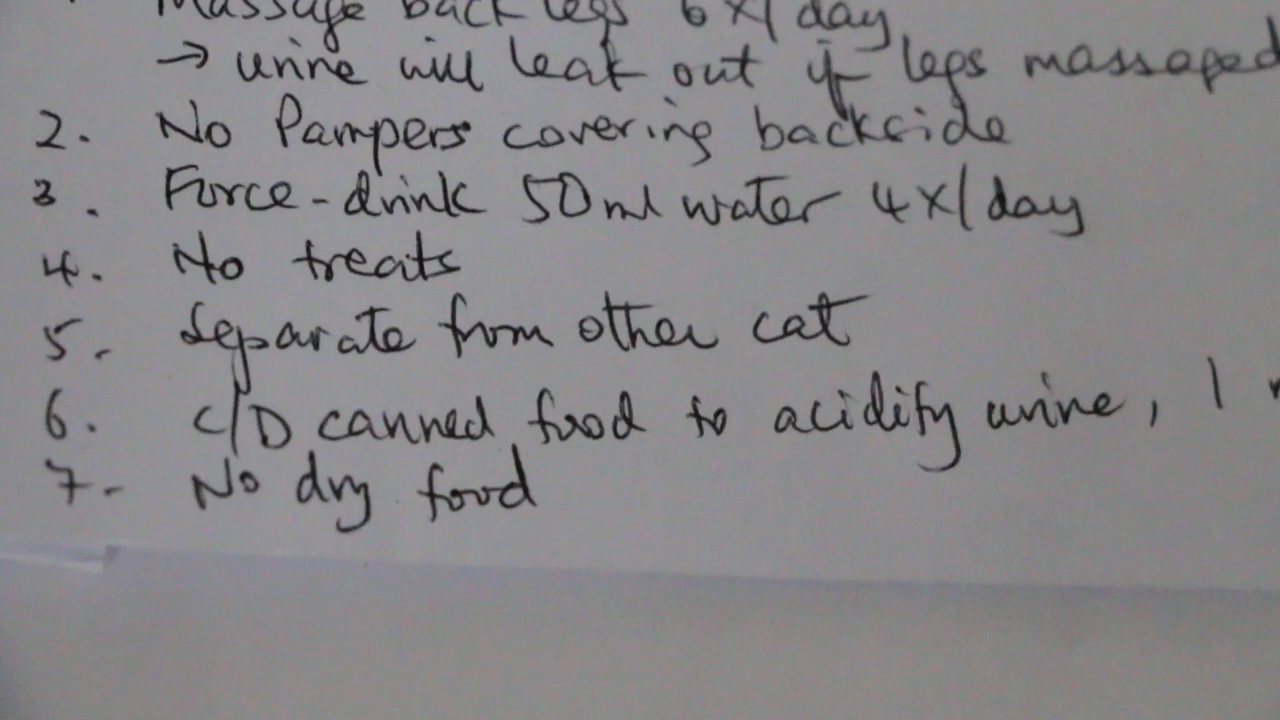 Massage back legs 6x/day
→ urine will leak out if legs massaged
2. No Pampers covering backside
3. Force-drink 50ml water 4x/day
4. No treats
5. Separate from other cat
6. C/D canned food to acidify urine, 1
7. No dry food